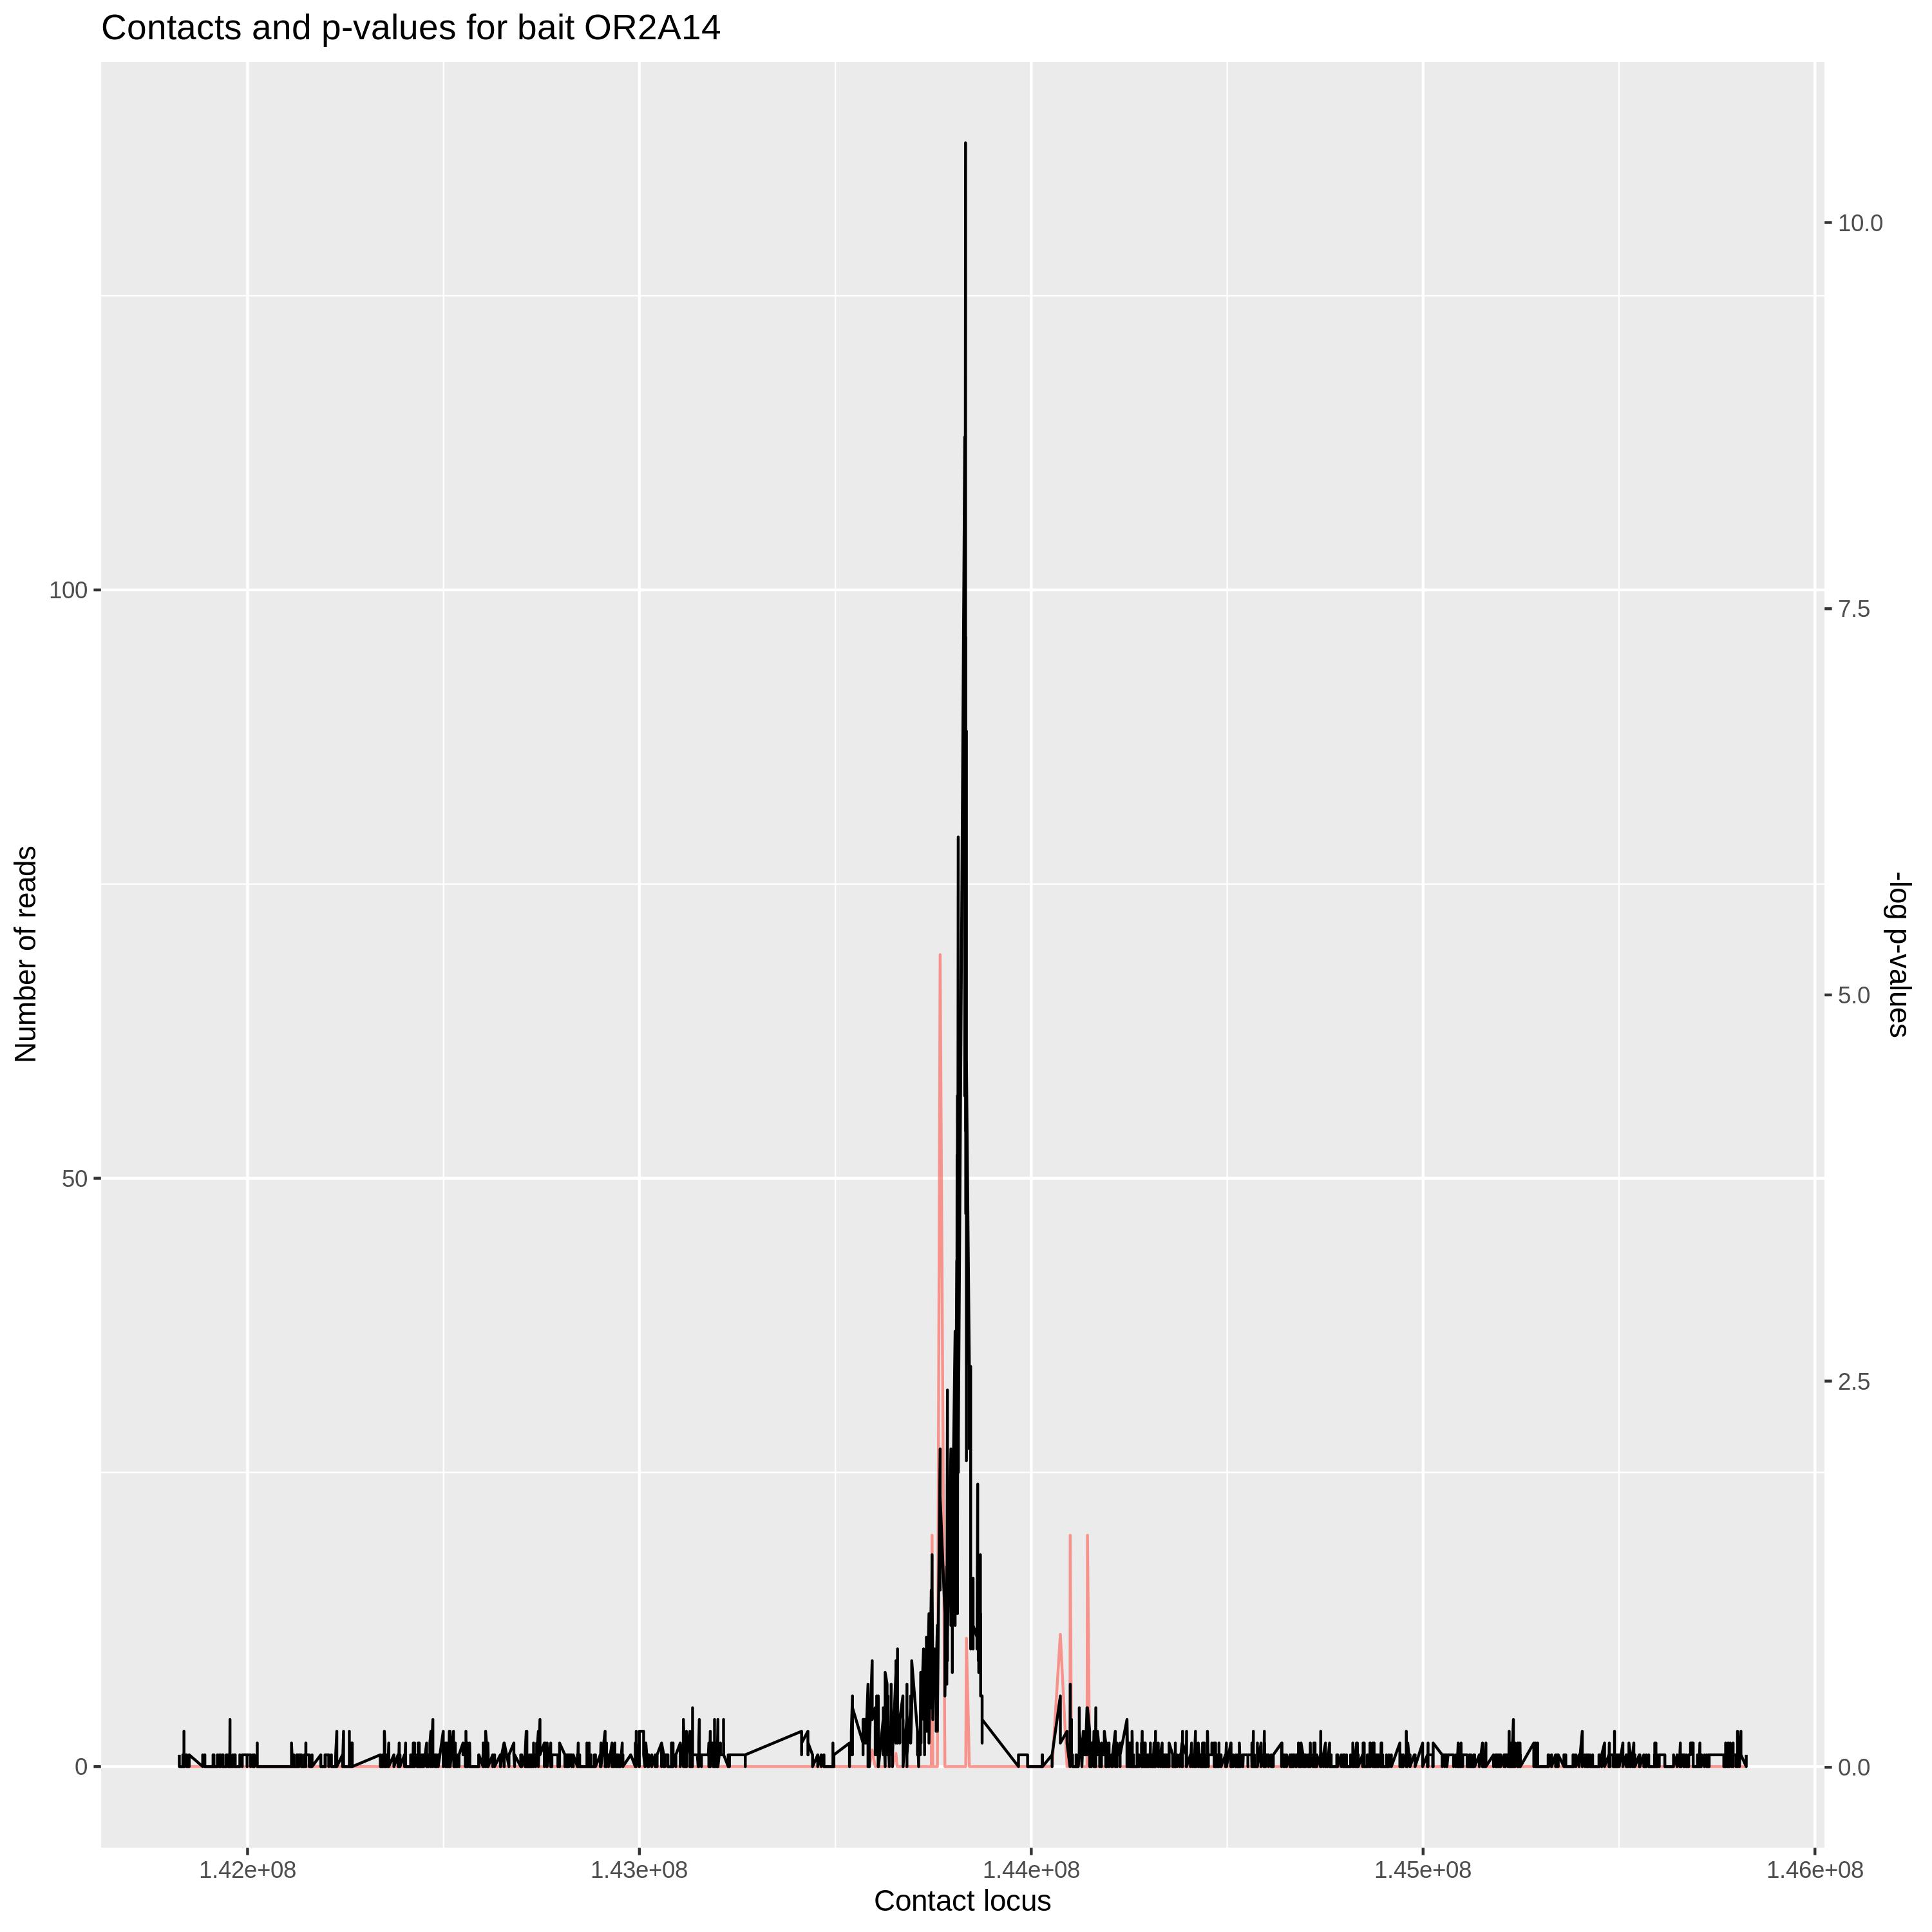 Contacts and p-values for bait OR2A14
Number of reads
100
50
0
10.0
7.5
5.0
2.5
0.0
-log p-values
1.42e+08 1.43e+08 1.44e+08 1.45e+08 1.46e+08
Contact locus